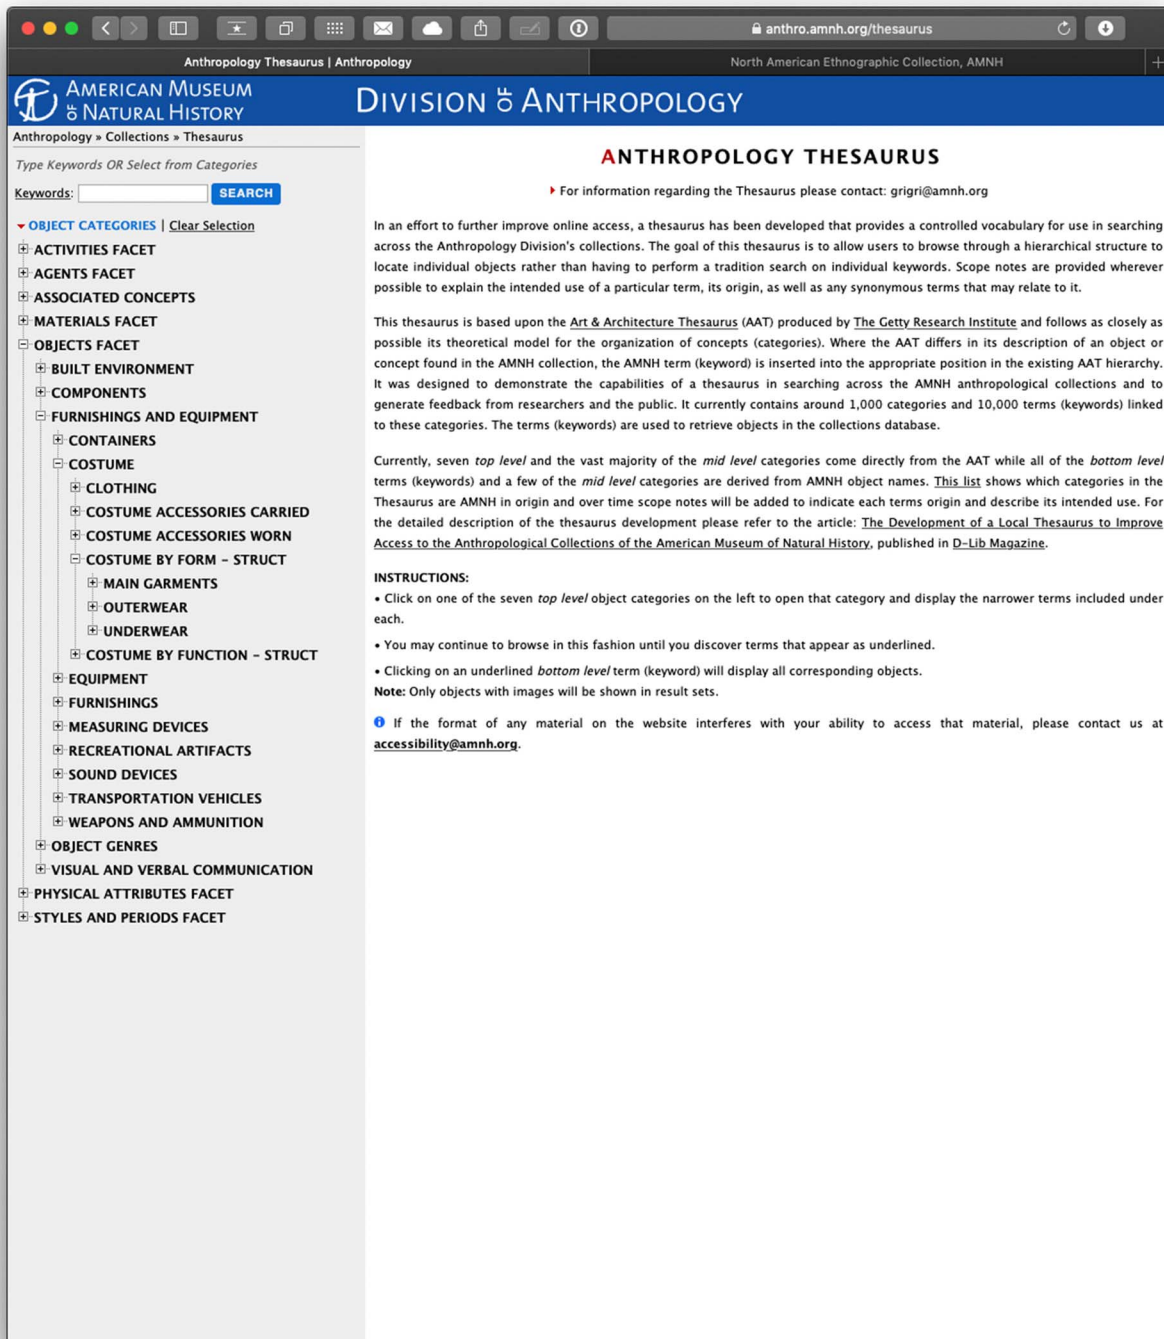 anthro.amnh.org/thesaurus
Anthropology Thesaurus | Anthropology
North American Ethnographic Collection, AMNH
AMERICAN MUSEUM
OF NATURAL HISTORY
DIVISION OF ANTHROPOLOGY
Anthropology » Collections » Thesaurus
Type Keywords OR Select from Categories
Keywords:
SEARCH
OBJECT CATEGORIES | Clear Selection
ACTIVITIES FACET
AGENTS FACET
ASSOCIATED CONCEPTS
MATERIALS FACET
OBJECTS FACET
BUILT ENVIRONMENT
COMPONENTS
FURNISHINGS AND EQUIPMENT
CONTAINERS
COSTUME
CLOTHING
COSTUME ACCESSORIES CARRIED
COSTUME ACCESSORIES WORN
COSTUME BY FORM - STRUCT
MAIN GARMENTS
OUTERWEAR
UNDERWEAR
COSTUME BY FUNCTION - STRUCT
EQUIPMENT
FURNISHINGS
MEASURING DEVICES
RECREATIONAL ARTIFACTS
SOUND DEVICES
TRANSPORTATION VEHICLES
WEAPONS AND AMMUNITION
OBJECT GENRES
VISUAL AND VERBAL COMMUNICATION
PHYSICAL ATTRIBUTES FACET
STYLES AND PERIODS FACET
ANTHROPOLOGY THESAURUS
For information regarding the Thesaurus please contact: grigri@amnh.org
In an effort to further improve online access, a thesaurus has been developed that provides a controlled vocabulary for use in searching
across the Anthropology Division's collections. The goal of this thesaurus is to allow users to browse through a hierarchical structure to
locate individual objects rather than having to perform a tradition search on individual keywords. Scope notes are provided wherever
possible to explain the intended use of a particular term, its origin, as well as any synonymous terms that may relate to it.
This thesaurus is based upon the Art & Architecture Thesaurus (AAT) produced by The Getty Research Institute and follows as closely as
possible its theoretical model for the organization of concepts (categories). Where the AAT differs in its description of an object or
concept found in the AMNH collection, the AMNH term (keyword) is inserted into the appropriate position in the existing AAT hierarchy.
It was designed to demonstrate the capabilities of a thesaurus in searching across the AMNH anthropological collections and to
generate feedback from researchers and the public. It currently contains around 1,000 categories and 10,000 terms (keywords) linked
to these categories. The terms (keywords) are used to retrieve objects in the collections database.
Currently, seven top level and the vast majority of the mid level categories come directly from the AAT while all of the bottom level
terms (keywords) and a few of the mid level categories are derived from AMNH object names. This list shows which categories in the
Thesaurus are AMNH in origin and over time scope notes will be added to indicate each terms origin and describe its intended use. For
the detailed description of the thesaurus development please refer to the article: The Development of a Local Thesaurus to Improve
Access to the Anthropological Collections of the American Museum of Natural History, published in D-Lib Magazine.
INSTRUCTIONS:
• Click on one of the seven top level object categories on the left to open that category and display the narrower terms included under
each.
• You may continue to browse in this fashion until you discover terms that appear as underlined.
• Clicking on an underlined bottom level term (keyword) will display all corresponding objects.
Note: Only objects with images will be shown in result sets.
If the format of any material on the website interferes with your ability to access that material, please contact us at
accessibility@amnh.org.